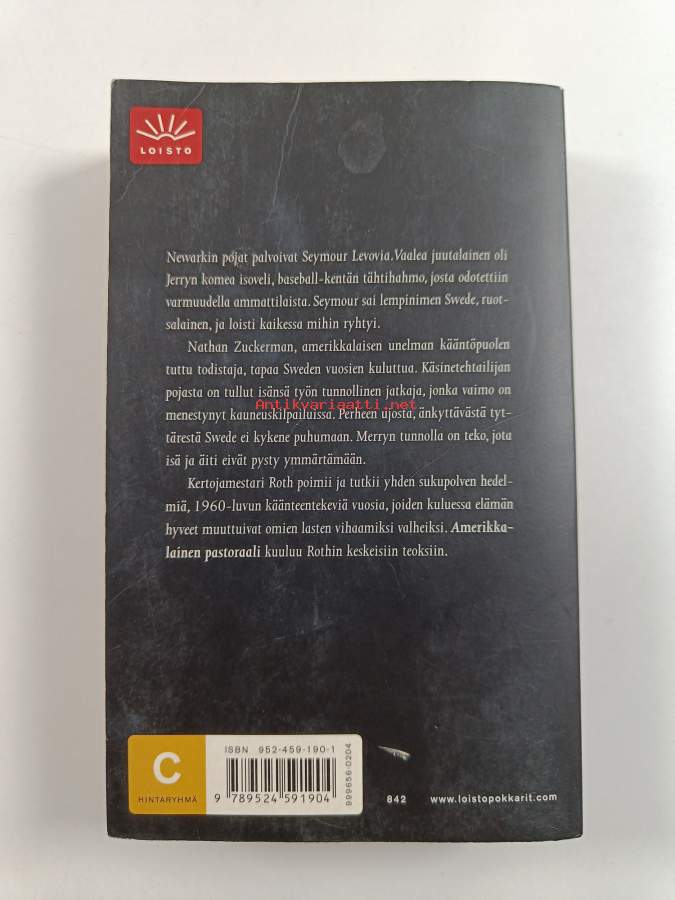 LOISTO
Newarkin pojat palvoivat Seymour Levovia. Vaalea juutalainen oli
Jerryn komea isoveli, baseball-kentän tähtihahmo, josta odotettiin
varmuudella ammattilaista. Seymour sai lempinimen Swede, ruot-
salainen, ja loisti kaikessa mihin ryhtyi.
Nathan Zuckerman, amerikkalaisen unelman kääntöpuolen
tuttu todistaja, tapaa Sweden vuosien kuluttua. Käsinetehtailijan
pojasta on tullut isänsä työn tunnollinen jatkaja, jonka vaimo on
Antikvariaatti.net
menestynyt kauneuskilpailuissa. Perheen ujosta, änkyttävästä tyt-
tärestä Swede ei kykene puhumaan. Merryn tunnolla on teko, jota
isä ja äiti eivät pysty ymmärtämään.
Kertojamestari Roth poimii ja tutkii yhden sukupolven hedel-
miä, 1960-luvun käänteentekeviä vuosia, joiden kuluessa elämän
hyveet muuttuivat omien lasten vihaamiksi valheiksi. Amerikka-
lainen pastoraali kuuluu Rothin keskeisiin teoksiin.
C
HINTARYHMÄ
ISBN 952-459-190-1
9 789524 591904
999656-0204
842
www.loistopokkarit.com